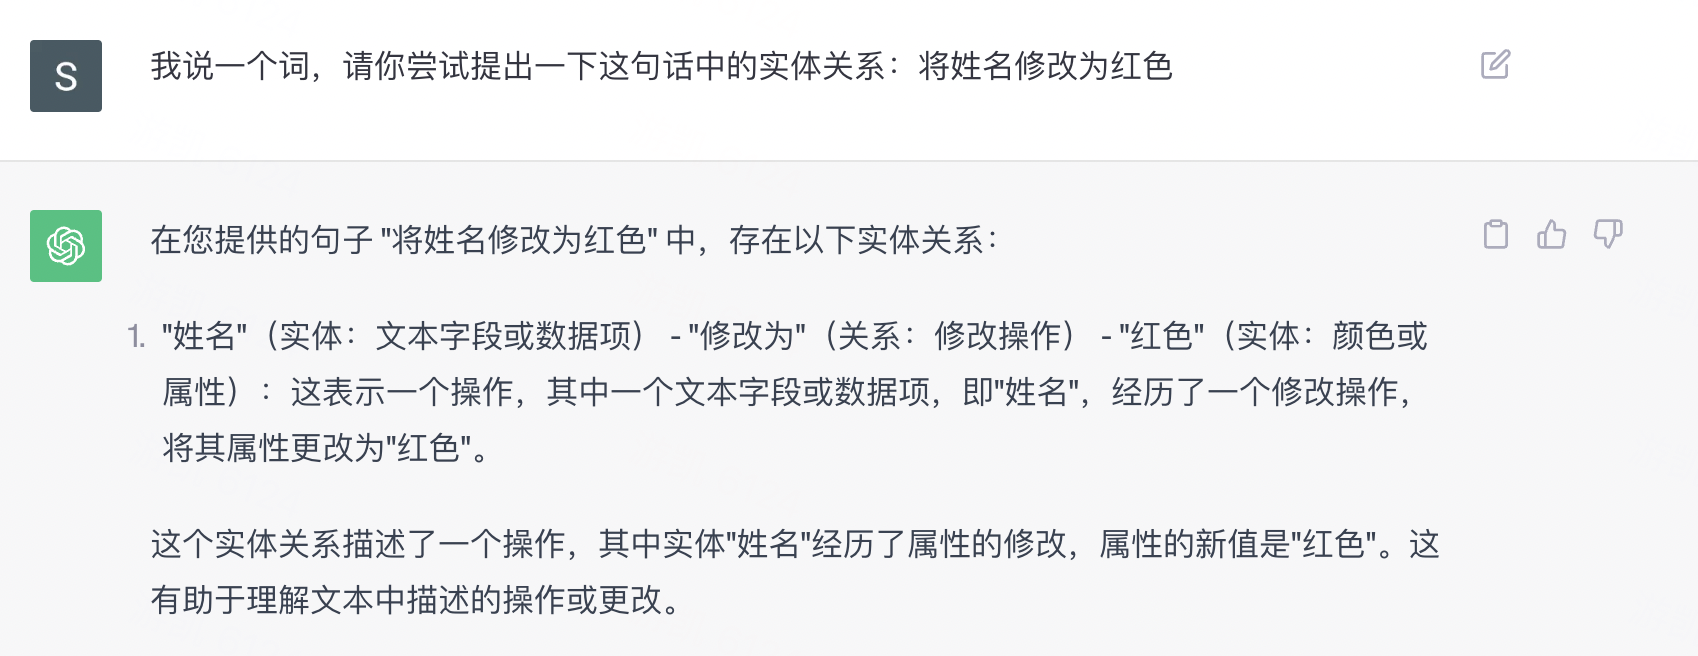 S
我说一个词，请你尝试提出一下这句话中的实体关系：将姓名修改为红色
在您提供的句子 "将姓名修改为红色" 中，存在以下实体关系：
1. "姓名"（实体：文本字段或数据项） - "修改为"（关系：修改操作） - "红色"（实体：颜色或
属性）：这表示一个操作，其中一个文本字段或数据项，即"姓名"，经历了一个修改操作，
将其属性更改为"红色"。
这个实体关系描述了一个操作，其中实体"姓名"经历了属性的修改，属性的新值是"红色"。这
有助于理解文本中描述的操作或更改。